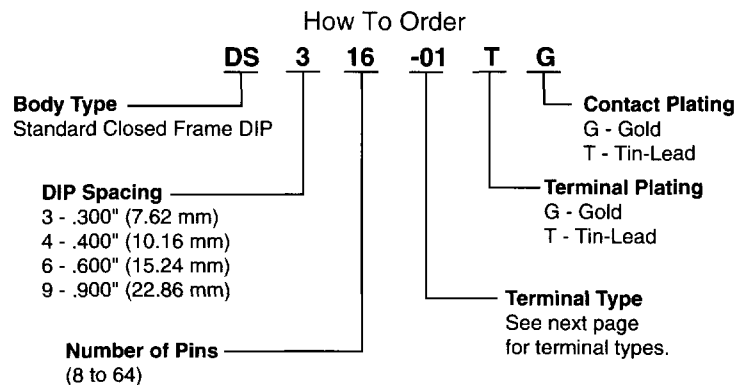 How To Order
DS 3 16 -01 T G
Body Type
Standard Closed Frame DIP
DIP Spacing
3 - .300" (7.62 mm)
4 - .400" (10.16 mm)
6 - .600" (15.24 mm)
9 - .900" (22.86 mm)
Number of Pins
(8 to 64)
Contact Plating
G - Gold
T - Tin-Lead
Terminal Plating
G - Gold
T - Tin-Lead
Terminal Type
See next page
for terminal types.